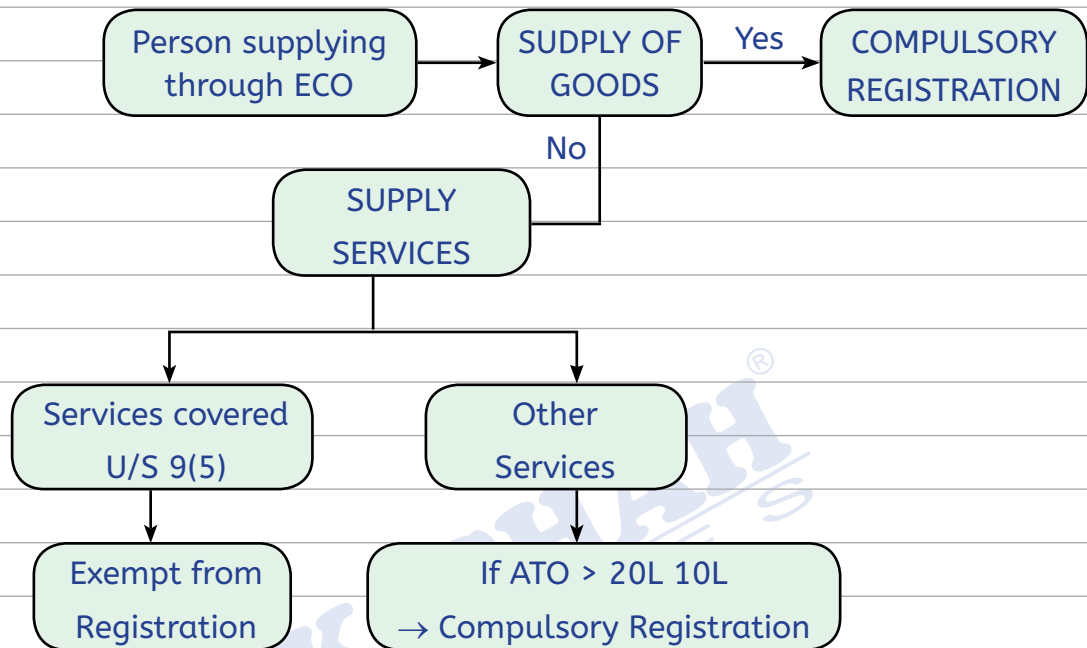 Person supplying
through ECO
SUDPLY OF
GOODS
Yes
COMPULSORY
REGISTRATION
No
SUPPLY
SERVICES
Services covered
U/S 9(5)
Other
Services
Exempt from
Registration
If ATO > 20L 10L
→ Compulsory Registration